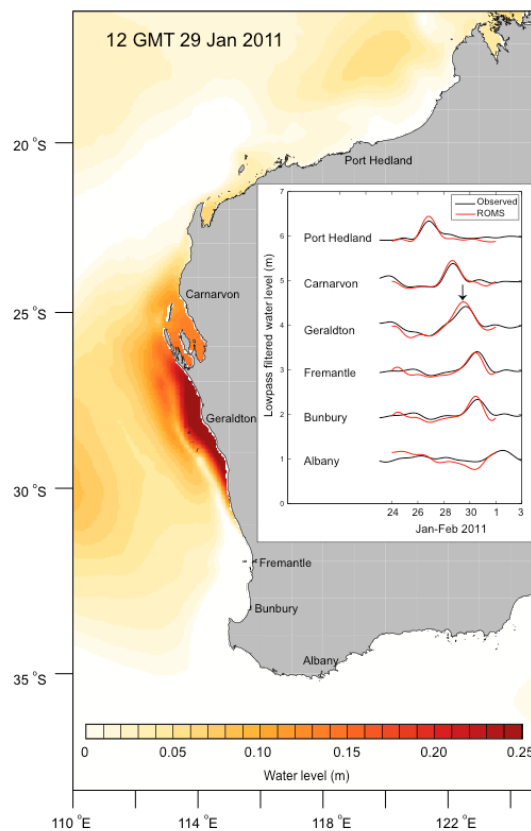 12 GMT 29 Jan 2011
20 °S
25 °S
30 °S
35 °S
Port Hedland
Carnarvon
Geraldton
Fremantle
Bunbury
Albany
7
6
5
4
3
2
1
0
Lowpass filtered water level (m)
Observed
ROMS
Port Hedland
Carnarvon
Geraldton
Fremantle
Bunbury
Albany
24 26 28 30 1 3
Jan-Feb 2011
0 0.05 0.10 0.15 0.20 0.25
Water level (m)
110 °E 114 °E 118 °E 122 °E